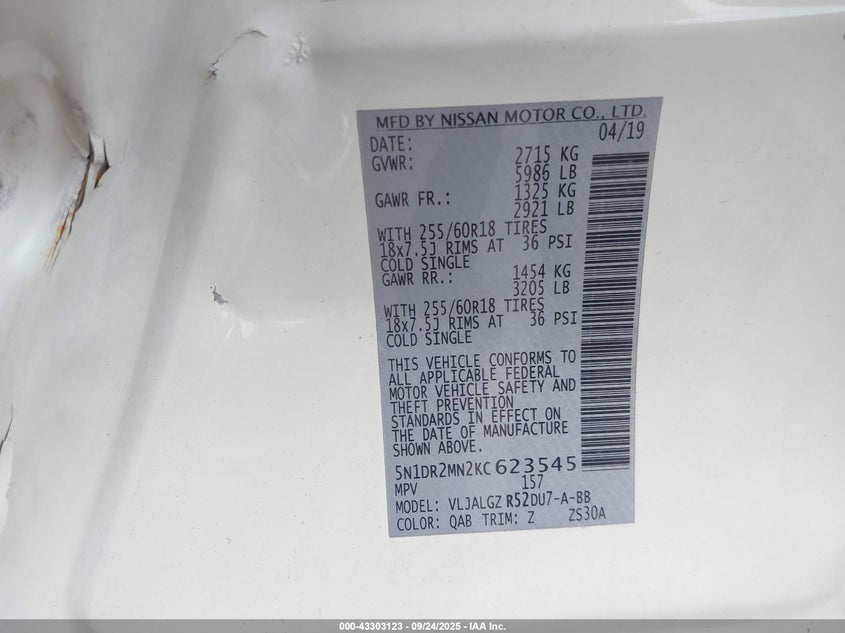 MFD BY NISSAN MOTOR CO., LTD.
DATE: 04/19
GVWR: 2715 KG
5986 LB
GAWR FR.: 1325 KG
2921 LB
WITH 255/60R18 TIRES
18x7.5J RIMS AT 36 PSI
COLD SINGLE
GAWR RR.: 1454 KG
3205 LB
WITH 255/60R18 TIRES
18x7.5J RIMS AT 36 PSI
COLD SINGLE
THIS VEHICLE CONFORMS TO
ALL APPLICABLE FEDERAL
MOTOR VEHICLE SAFETY AND
THEFT PREVENTION
STANDARDS IN EFFECT ON
THE DATE OF MANUFACTURE
SHOWN ABOVE.
5N1DR2MN2KC623545
MPV 157
MODEL: VLJALGZ R52DU7-A-BB
COLOR: QAB TRIM: Z ZS30A
000-43303123 - 09/24/2025 - IAA Inc.